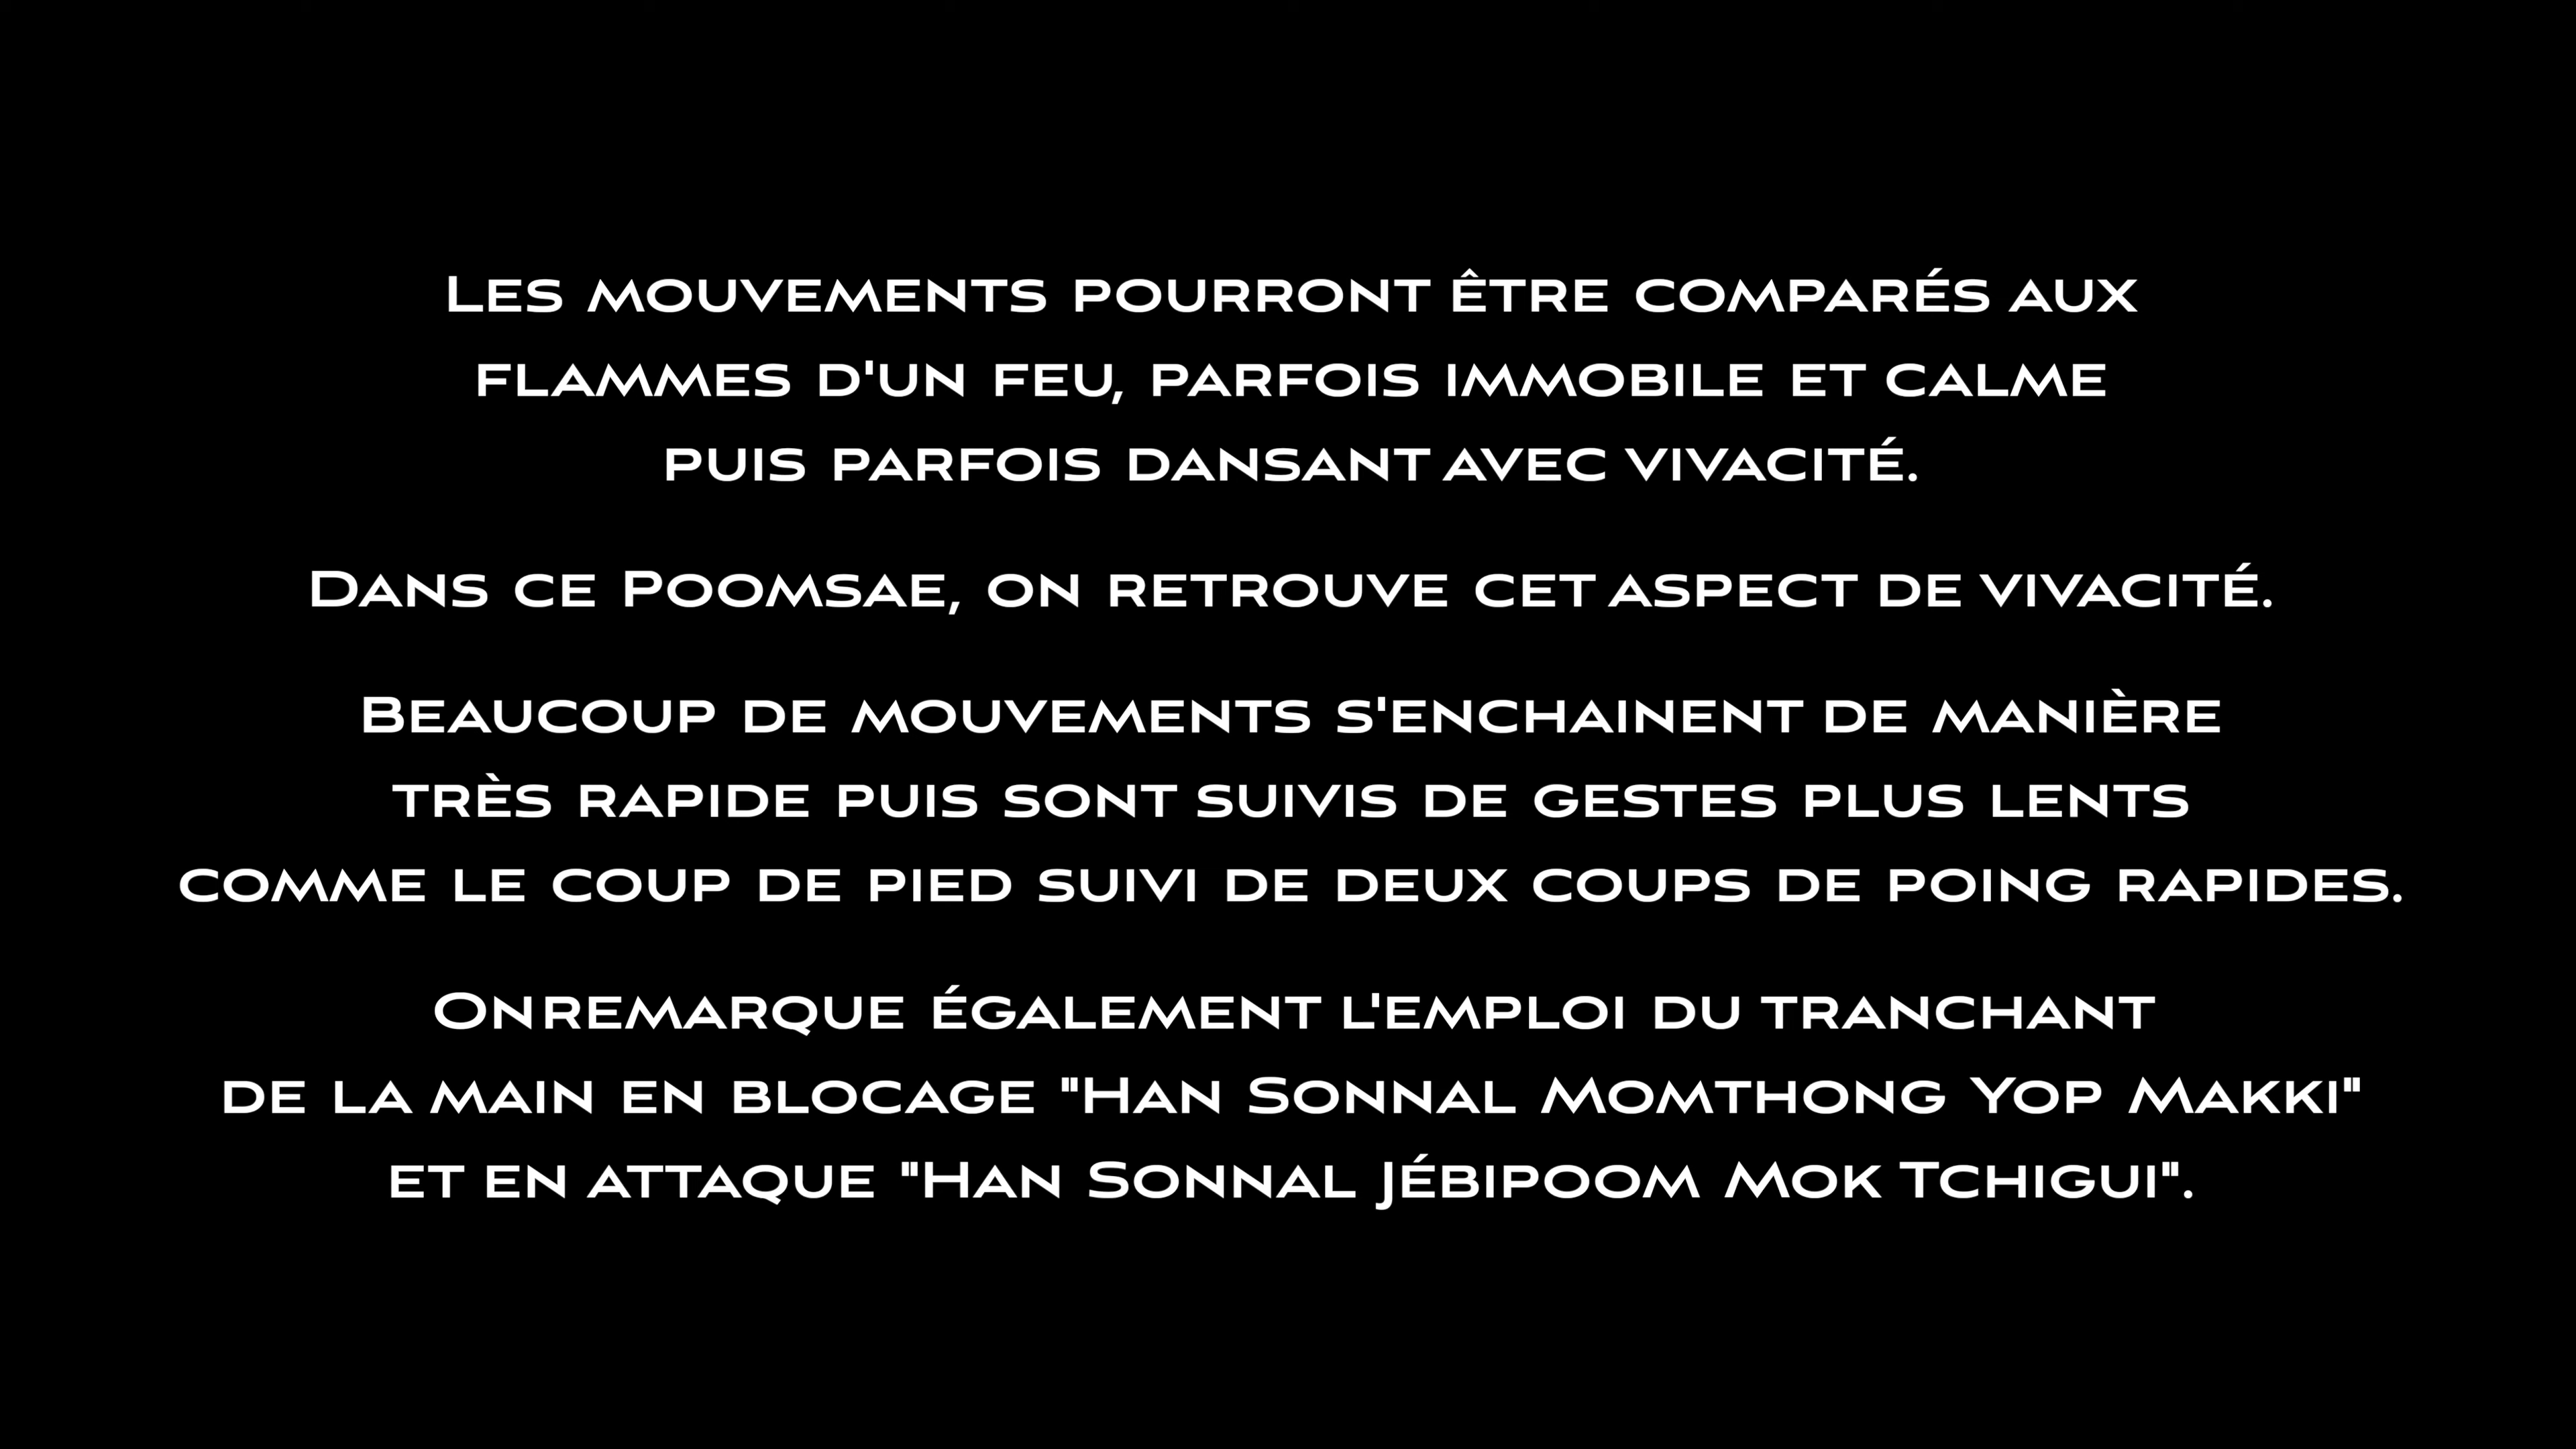 Les mouvements pourront être comparés aux
flammes d'un feu, parfois immobile et calme
puis parfois dansant avec vivacité.
Dans ce Poomsae, on retrouve cet aspect de vivacité.
Beaucoup de mouvements s'enchainent de manière
très rapide puis sont suivis de gestes plus lents
comme le coup de pied suivi de deux coups de poing rapides.
Onremarque également l'emploi du tranchant
de la main en blocage "Han Sonnal Momthong Yop Makki"
et en attaque "Han Sonnal Jébipoom Mok Tchigui".